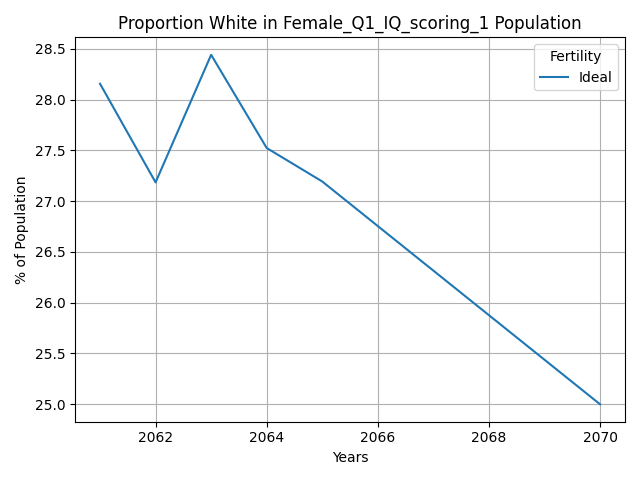 Proportion White in Female_Q1_IQ_scoring_1 Population
Fertility
Ideal
% of Population
28.5
28.0
27.5
27.0
26.5
26.0
25.5
25.0
2062 2064 2066 2068 2070
Years